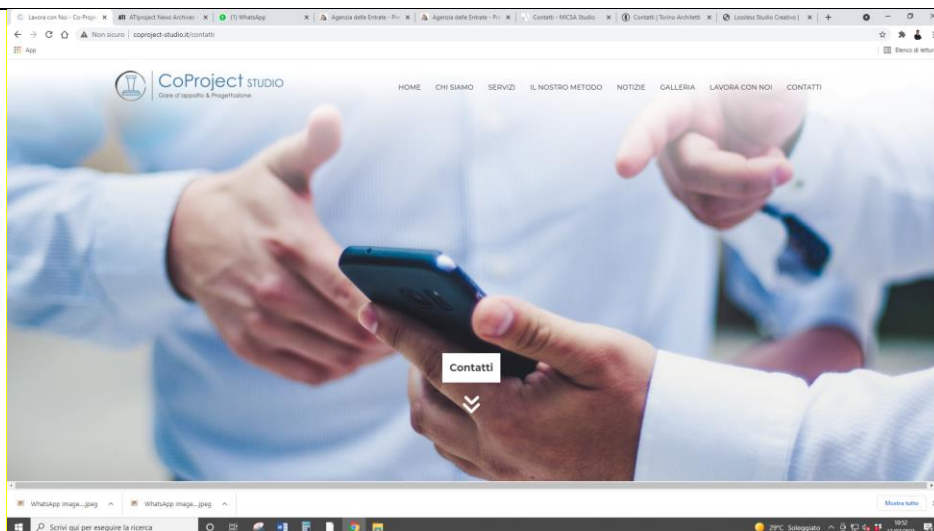 Lavora con Noi - Co-Proje
ATIproject News Archives -
(1) WhatsApp
Agenzia delle Entrate - Pro
Agenzia delle Entrate - Pro
Contatti – MICSA Studio
Contatti | Torino Architetti
Lossless Studio Creativo |
Non sicuro | coproject-studio.it/contatti
App
Elenco di lettur
CoProject STUDIO
Gare d'appalto & Progettazione
HOME CHI SIAMO SERVIZI IL NOSTRO METODO NOTIZIE GALLERIA LAVORA CON NOI CONTATTI
Contatti
WhatsApp Image....jpeg
WhatsApp Image....jpeg
Mostra tutto
Scrivi qui per eseguire la ricerca
29°C Soleggiato
10:52